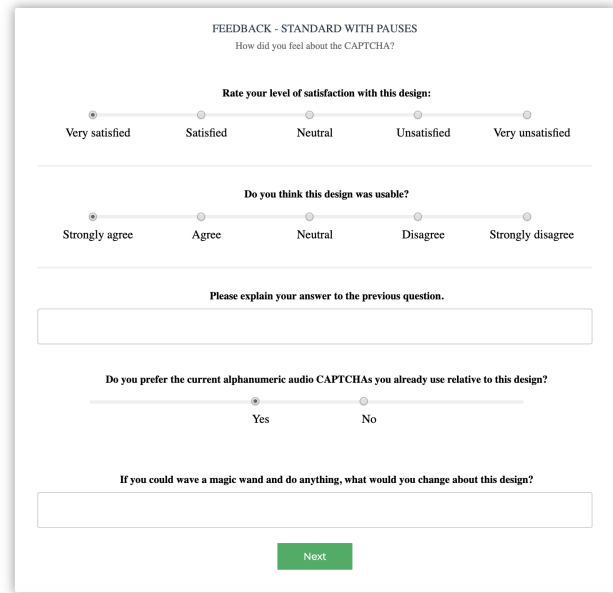 FEEDBACK - STANDARD WITH PAUSES
How did you feel about the CAPTCHA?
Rate your level of satisfaction with this design:
Very satisfied Satisfied Neutral Unsatisfied Very unsatisfied
Do you think this design was usable?
Strongly agree Agree Neutral Disagree Strongly disagree
Please explain your answer to the previous question.
Do you prefer the current alphanumeric audio CAPTCHAs you already use relative to this design?
Yes No
If you could wave a magic wand and do anything, what would you change about this design?
Next